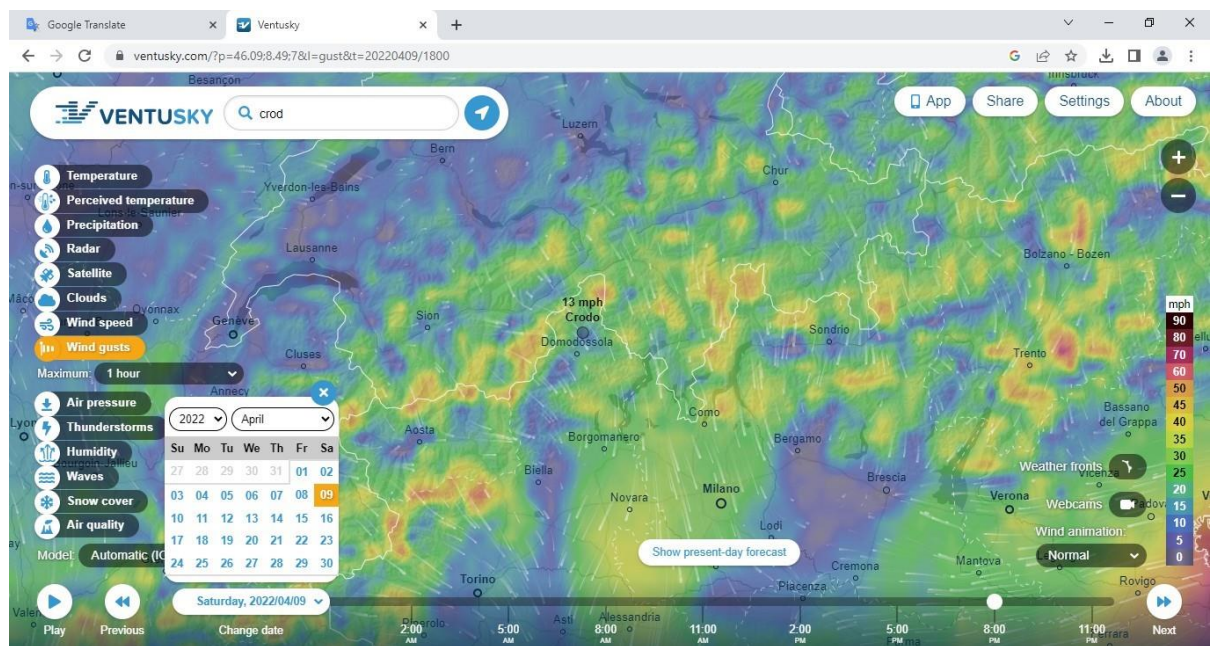 Google Translate
Ventusky
ventusky.com/?p=46.09;8.49;7&l=gust&t=20220409/1800
VENTUSKY
crod
App
Share
Settings
About
Besançon
Innsbruck
Luzern
Bern
Chur
Yverdon-les-Bains
Lons-le-Saunier
Lausanne
Bolzano - Bozen
Oyonnax
Genève
Sion
13 mph
Crodo
Domodossola
Sondrio
Trento
Cluses
Annecy
Aosta
Como
Bassano
del Grappa
Borgomanero
Bergamo
Biella
Brescia
Vicenza
Novara
Milano
Verona
Lodi
Cremona
Mantova
Piacenza
Torino
Rovigo
Asti
Alessandria
Temperature
Perceived temperature
Precipitation
Radar
Satellite
Clouds
Wind speed
Wind gusts
Maximum: 1 hour
Air pressure
Thunderstorms
Humidity
Waves
Snow cover
Air quality
Model: Automatic (IC
2022
April
Su Mo Tu We Th Fr Sa
27 28 29 30 31 01 02
03 04 05 06 07 08 09
10 11 12 13 14 15 16
17 18 19 20 21 22 23
24 25 26 27 28 29 30
mph
90
80
70
60
50
45
40
35
30
25
20
15
10
5
0
Weather fronts
Webcams
Wind animation:
Normal
Show present-day forecast
Play
Previous
Saturday, 2022/04/09
Change date
2:00 AM
5:00 AM
8:00 AM
11:00 AM
2:00 PM
5:00 PM
8:00 PM
11:00 PM
Next